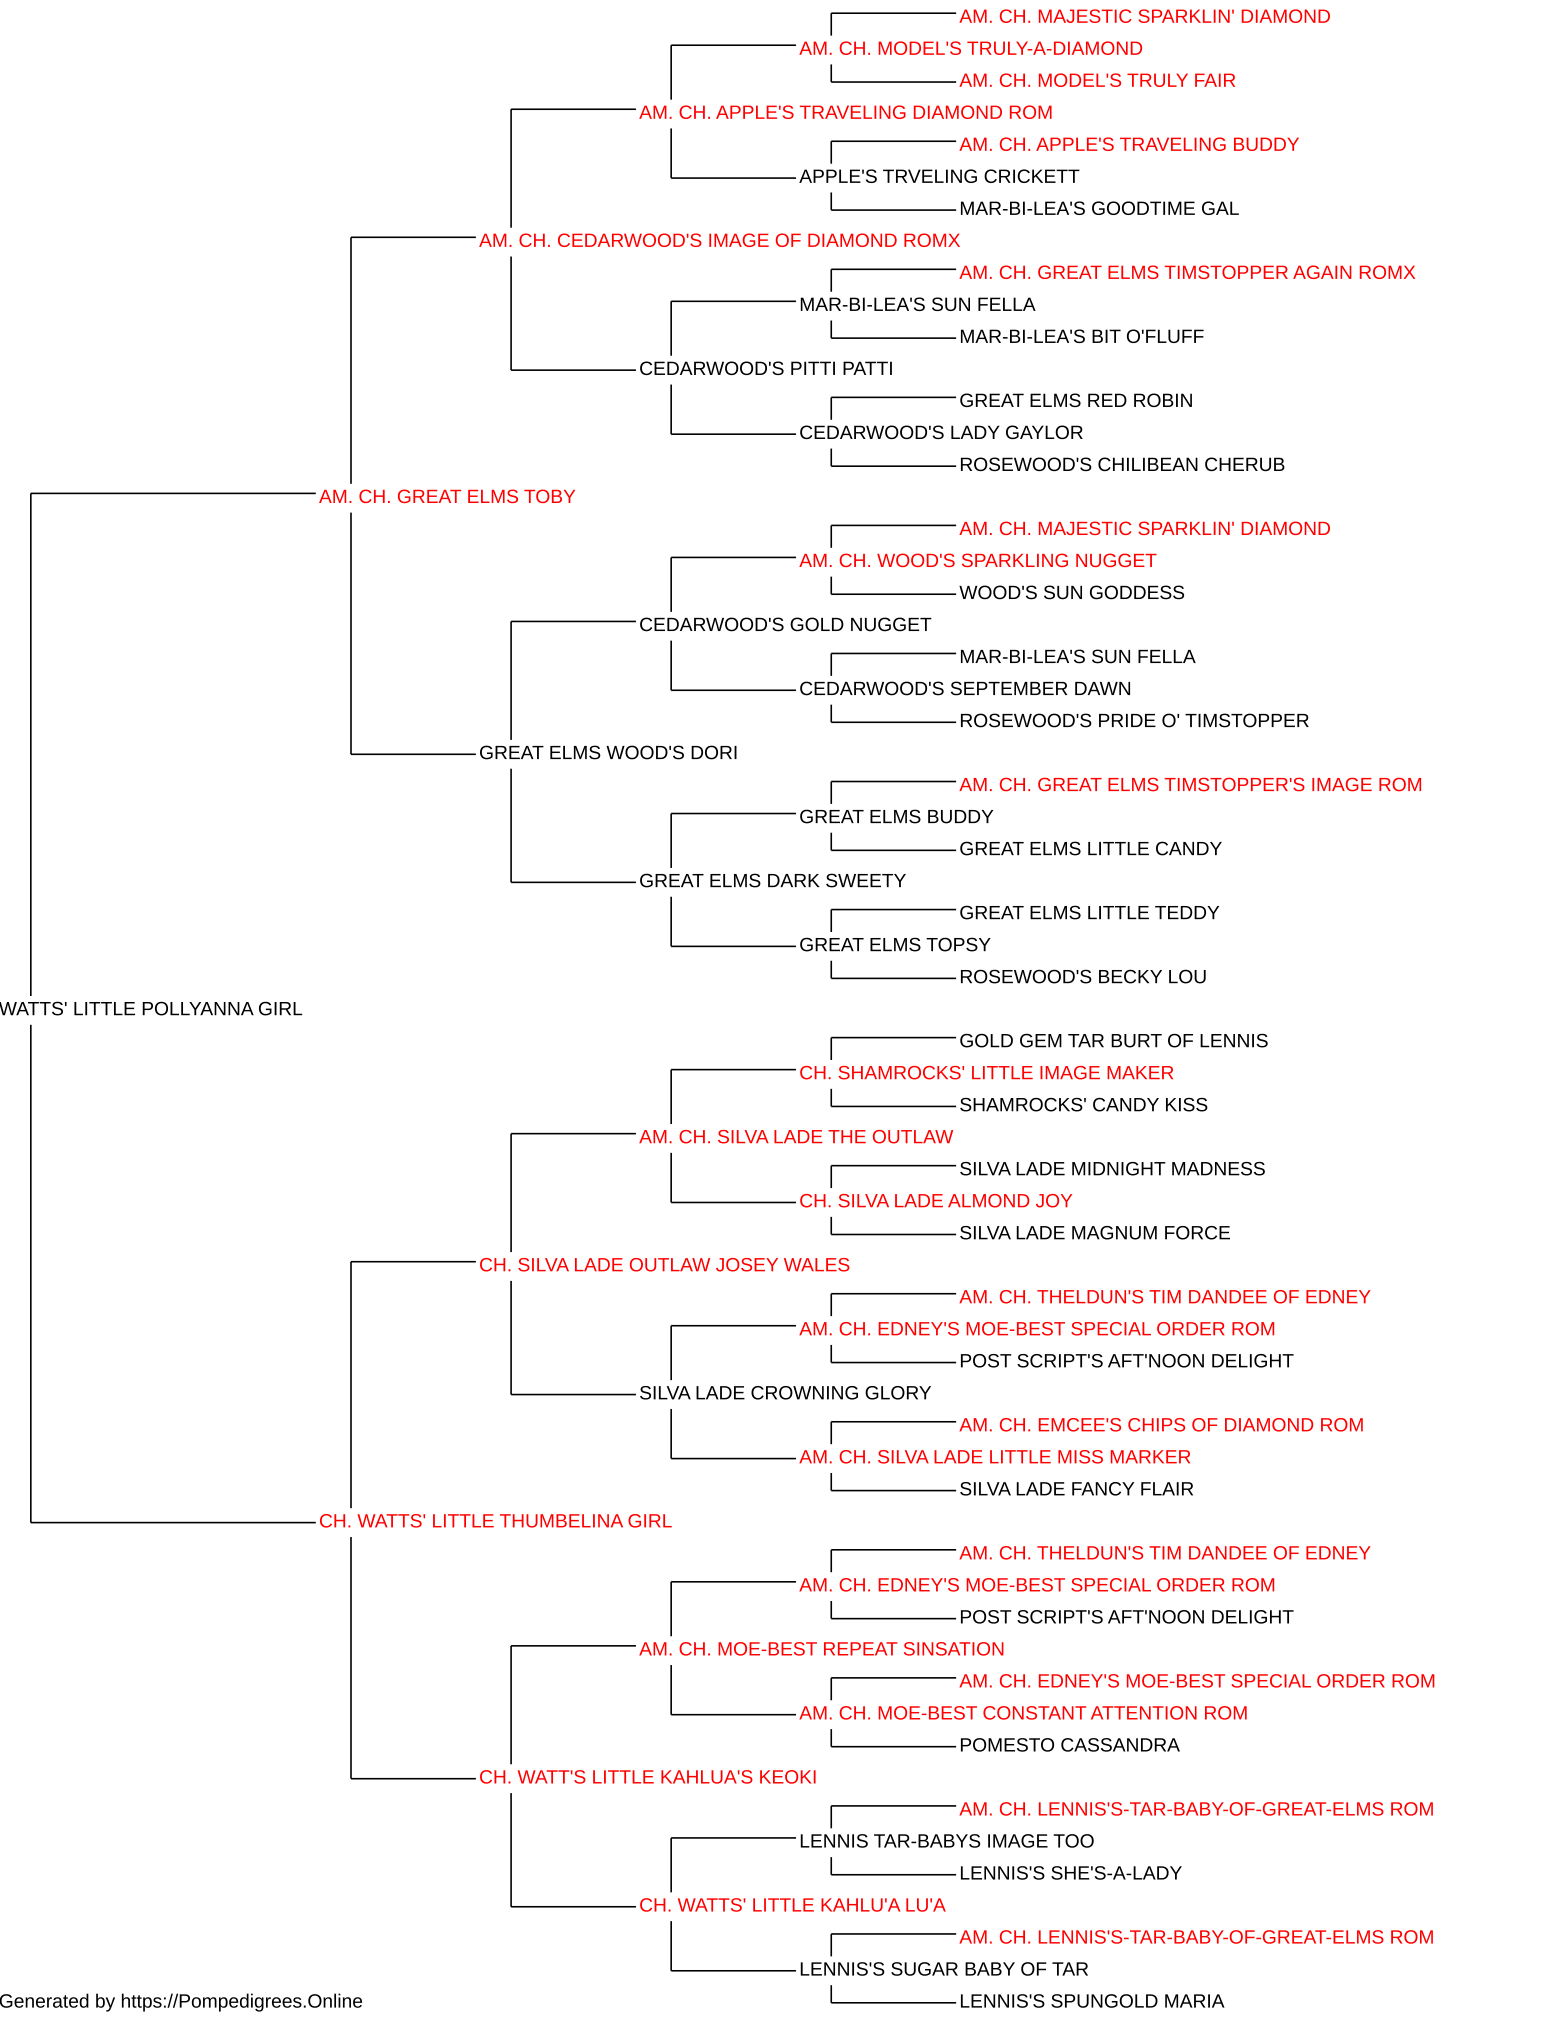 AM. CH. MAJESTIC SPARKLIN' DIAMOND
AM. CH. MODEL'S TRULY-A-DIAMOND
AM. CH. MODEL'S TRULY FAIR
AM. CH. APPLE'S TRAVELING DIAMOND ROM
AM. CH. APPLE'S TRAVELING BUDDY
APPLE'S TRVELING CRICKETT
MAR-BI-LEA'S GOODTIME GAL
AM. CH. CEDARWOOD'S IMAGE OF DIAMOND ROMX
AM. CH. GREAT ELMS TIMSTOPPER AGAIN ROMX
MAR-BI-LEA'S SUN FELLA
MAR-BI-LEA'S BIT O'FLUFF
CEDARWOOD'S PITTI PATTI
GREAT ELMS RED ROBIN
CEDARWOOD'S LADY GAYLOR
ROSEWOOD'S CHILIBEAN CHERUB
AM. CH. GREAT ELMS TOBY
AM. CH. MAJESTIC SPARKLIN' DIAMOND
AM. CH. WOOD'S SPARKLING NUGGET
WOOD'S SUN GODDESS
CEDARWOOD'S GOLD NUGGET
MAR-BI-LEA'S SUN FELLA
CEDARWOOD'S SEPTEMBER DAWN
ROSEWOOD'S PRIDE O' TIMSTOPPER
GREAT ELMS WOOD'S DORI
AM. CH. GREAT ELMS TIMSTOPPER'S IMAGE ROM
GREAT ELMS BUDDY
GREAT ELMS LITTLE CANDY
GREAT ELMS DARK SWEETY
GREAT ELMS LITTLE TEDDY
GREAT ELMS TOPSY
ROSEWOOD'S BECKY LOU
WATTS' LITTLE POLLYANNA GIRL
GOLD GEM TAR BURT OF LENNIS
CH. SHAMROCKS' LITTLE IMAGE MAKER
SHAMROCKS' CANDY KISS
AM. CH. SILVA LADE THE OUTLAW
SILVA LADE MIDNIGHT MADNESS
CH. SILVA LADE ALMOND JOY
SILVA LADE MAGNUM FORCE
CH. SILVA LADE OUTLAW JOSEY WALES
AM. CH. THELDUN'S TIM DANDEE OF EDNEY
AM. CH. EDNEY'S MOE-BEST SPECIAL ORDER ROM
POST SCRIPT'S AFT'NOON DELIGHT
SILVA LADE CROWNING GLORY
AM. CH. EMCEE'S CHIPS OF DIAMOND ROM
AM. CH. SILVA LADE LITTLE MISS MARKER
SILVA LADE FANCY FLAIR
CH. WATTS' LITTLE THUMBELINA GIRL
AM. CH. THELDUN'S TIM DANDEE OF EDNEY
AM. CH. EDNEY'S MOE-BEST SPECIAL ORDER ROM
POST SCRIPT'S AFT'NOON DELIGHT
AM. CH. MOE-BEST REPEAT SINSATION
AM. CH. EDNEY'S MOE-BEST SPECIAL ORDER ROM
AM. CH. MOE-BEST CONSTANT ATTENTION ROM
POMESTO CASSANDRA
CH. WATT'S LITTLE KAHLUA'S KEOKI
AM. CH. LENNIS'S-TAR-BABY-OF-GREAT-ELMS ROM
LENNIS TAR-BABYS IMAGE TOO
LENNIS'S SHE'S-A-LADY
CH. WATTS' LITTLE KAHLU'A LU'A
AM. CH. LENNIS'S-TAR-BABY-OF-GREAT-ELMS ROM
LENNIS'S SUGAR BABY OF TAR
LENNIS'S SPUNGOLD MARIA
Generated by https://Pompedigrees.Online